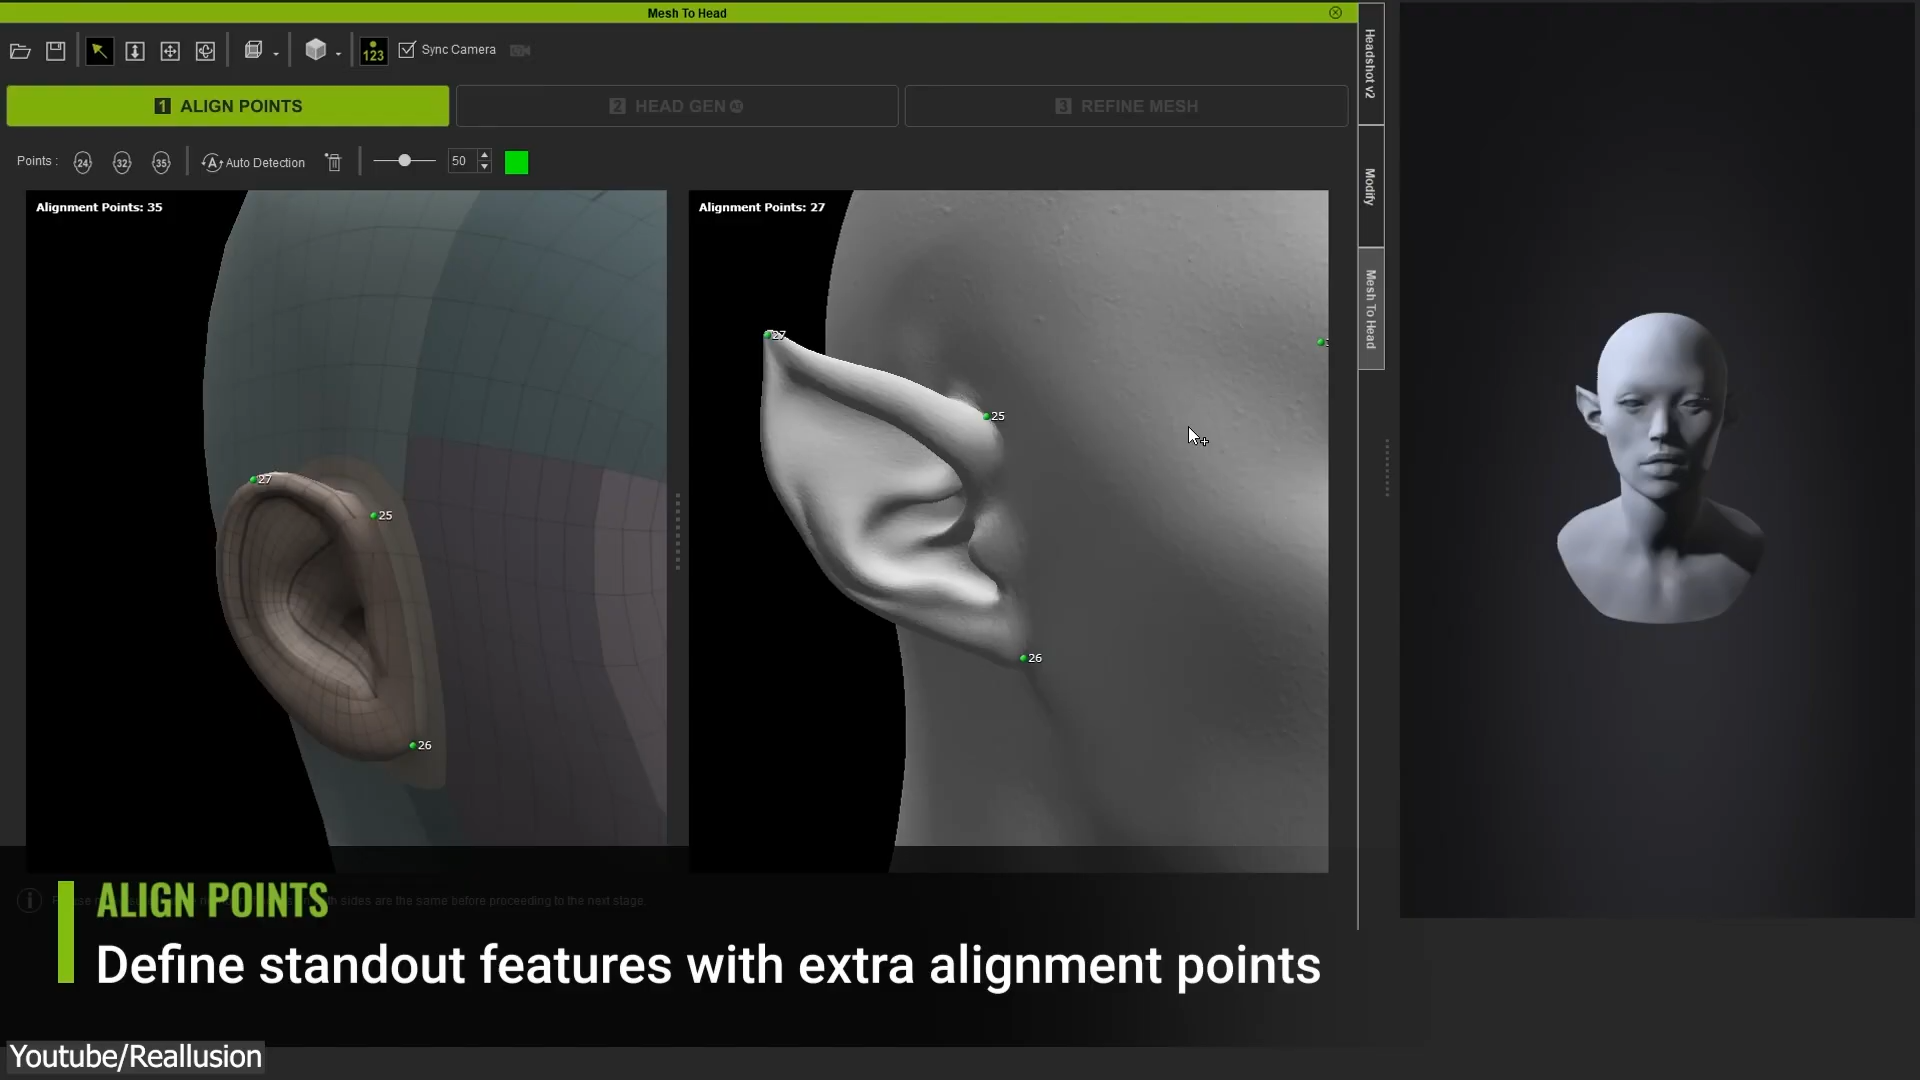 Mesh To Head
123
Sync Camera
1 ALIGN POINTS
2 HEAD GEN
3 REFINE MESH
Points :
24
32
35
A Auto Detection
50
Alignment Points: 35
27
25
26
Alignment Points: 27
27
25
26
Headshot v2
Modify
Mesh To Head
sides are the same before proceeding to the next stage.
ALIGN POINTS
Define standout features with extra alignment points
Youtube/Reallusion